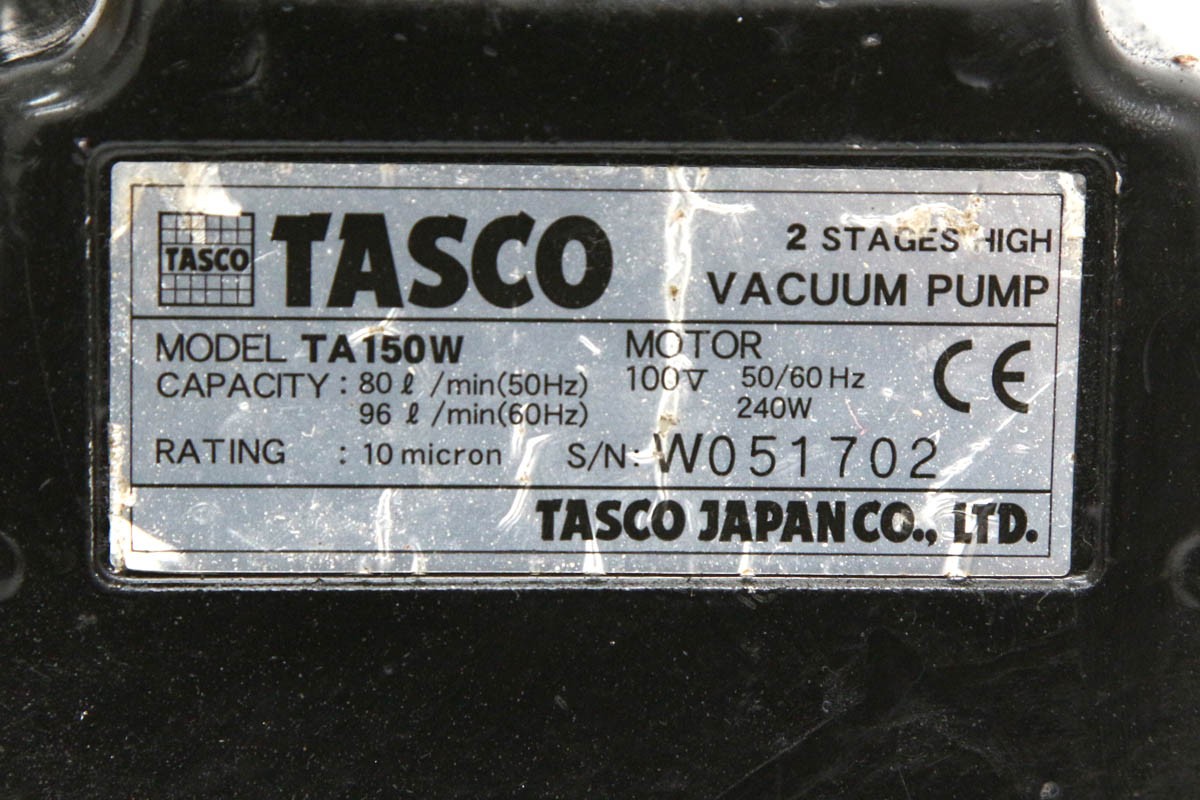 TASCO TASCO 2 STAGES HIGH
VACUUM PUMP
MODEL TA150W MOTOR
CAPACITY : 80 ℓ /min(50Hz) 100V 50/60 Hz
96 ℓ /min(60Hz) 240W
CE
RATING : 10 micron S/N: W051702
TASCO JAPAN CO., LTD.